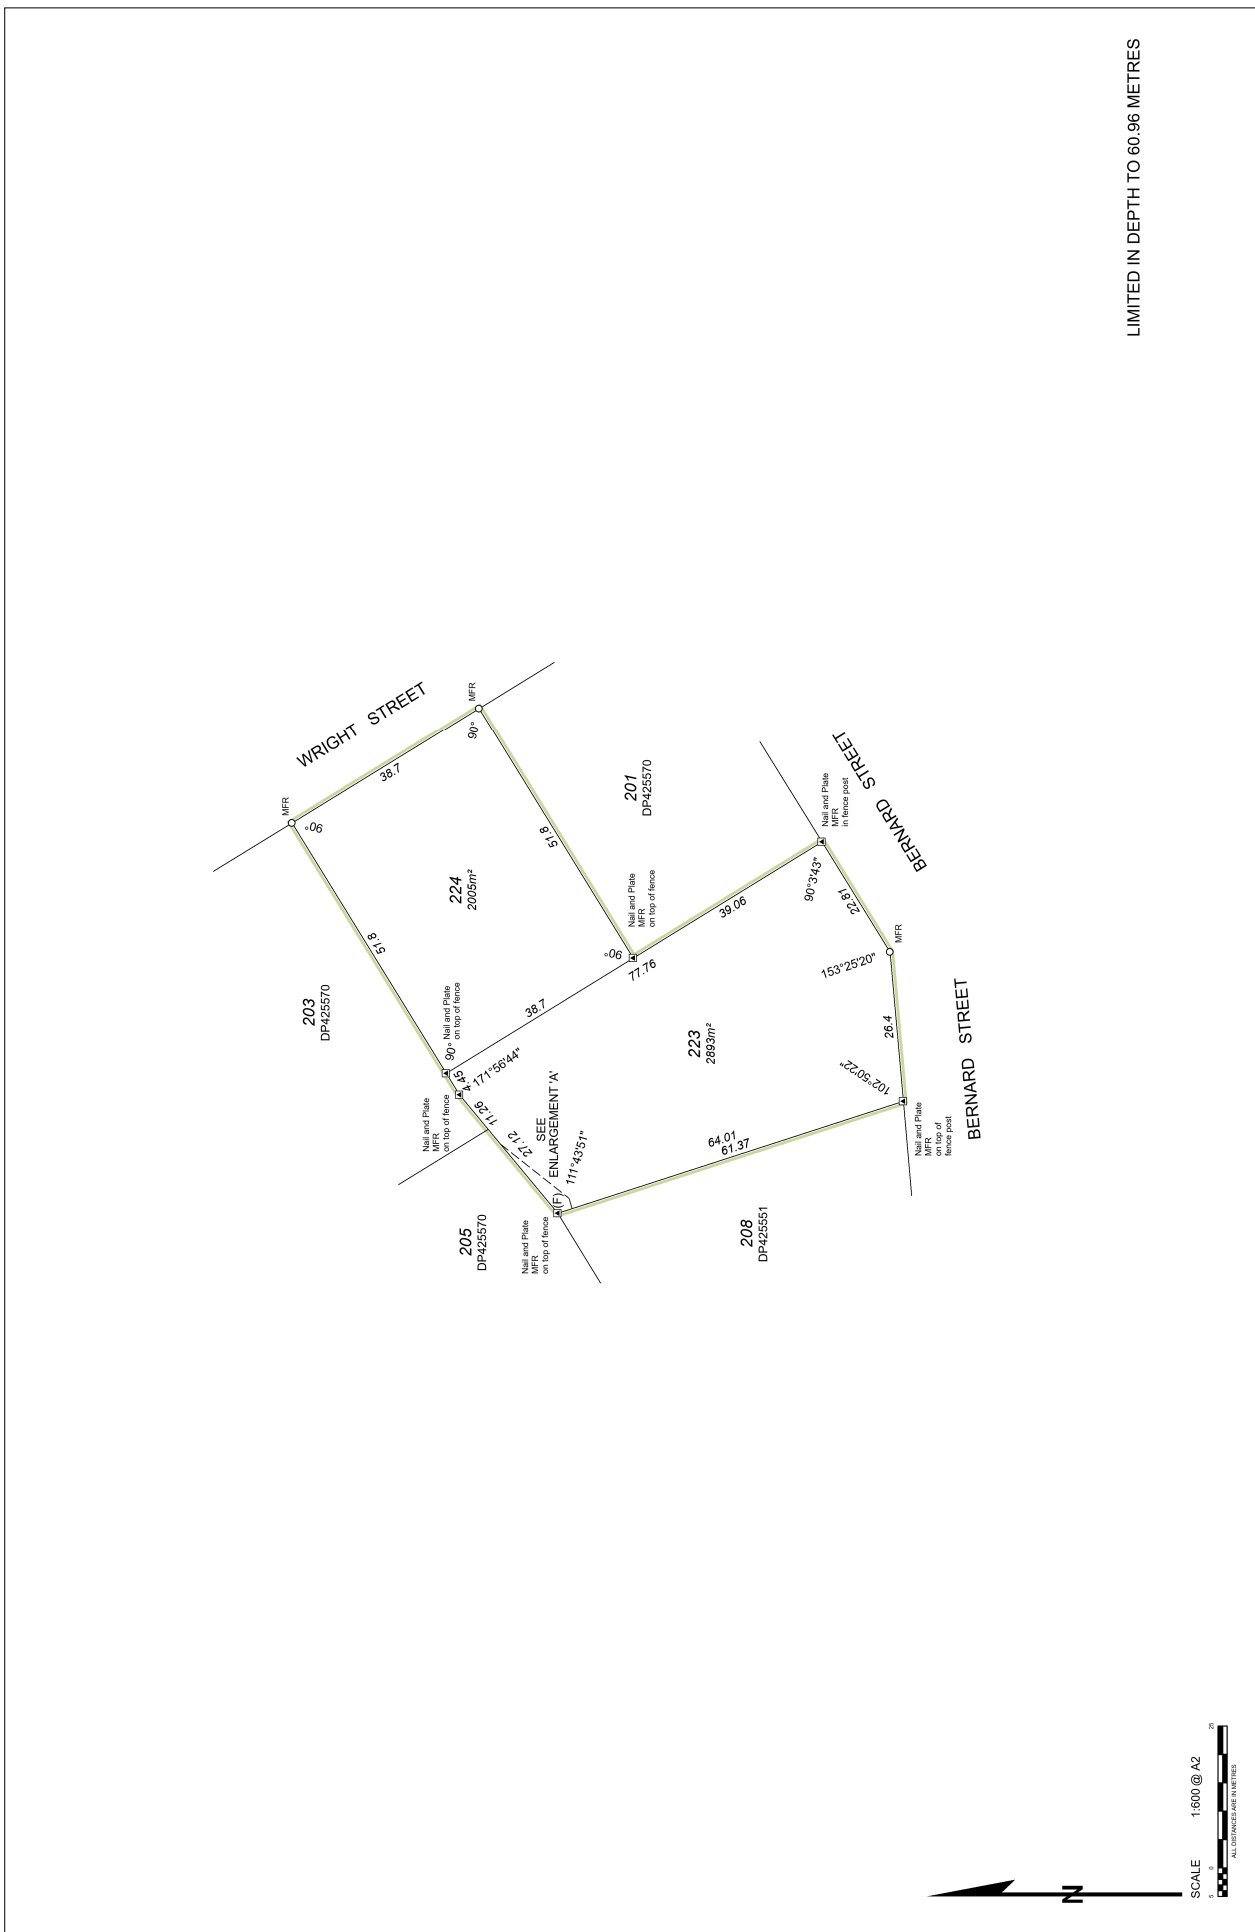 LIMITED IN DEPTH TO 60.96 METRES
WRIGHT STREET
MFR
MFR
38.7
90°
90°
51.8
224
2005m²
51.8
203
DP425570
201
DP425570
Nail and Plate
MFR
on top of fence
90°
Nail and Plate
on top of fence
90°
38.7
77.76
39.06
Nail and Plate
MFR
in fence post
90°3'43"
22.81
BERNARD STREET
MFR
153°25'20"
223
2893m²
26.4
BERNARD STREET
102°50'22"
Nail and Plate
MFR
on top of
fence post
171°56'44"
Nail and Plate
MFR
on top of fence
11.26
27.12
SEE
ENLARGEMENT 'A'
111°43'51"
(F)
64.01
61.37
205
DP425570
Nail and Plate
MFR
on top of fence
208
DP425551
N
SCALE
1:600 @ A2
5
0
25
ALL DISTANCES ARE IN METRES